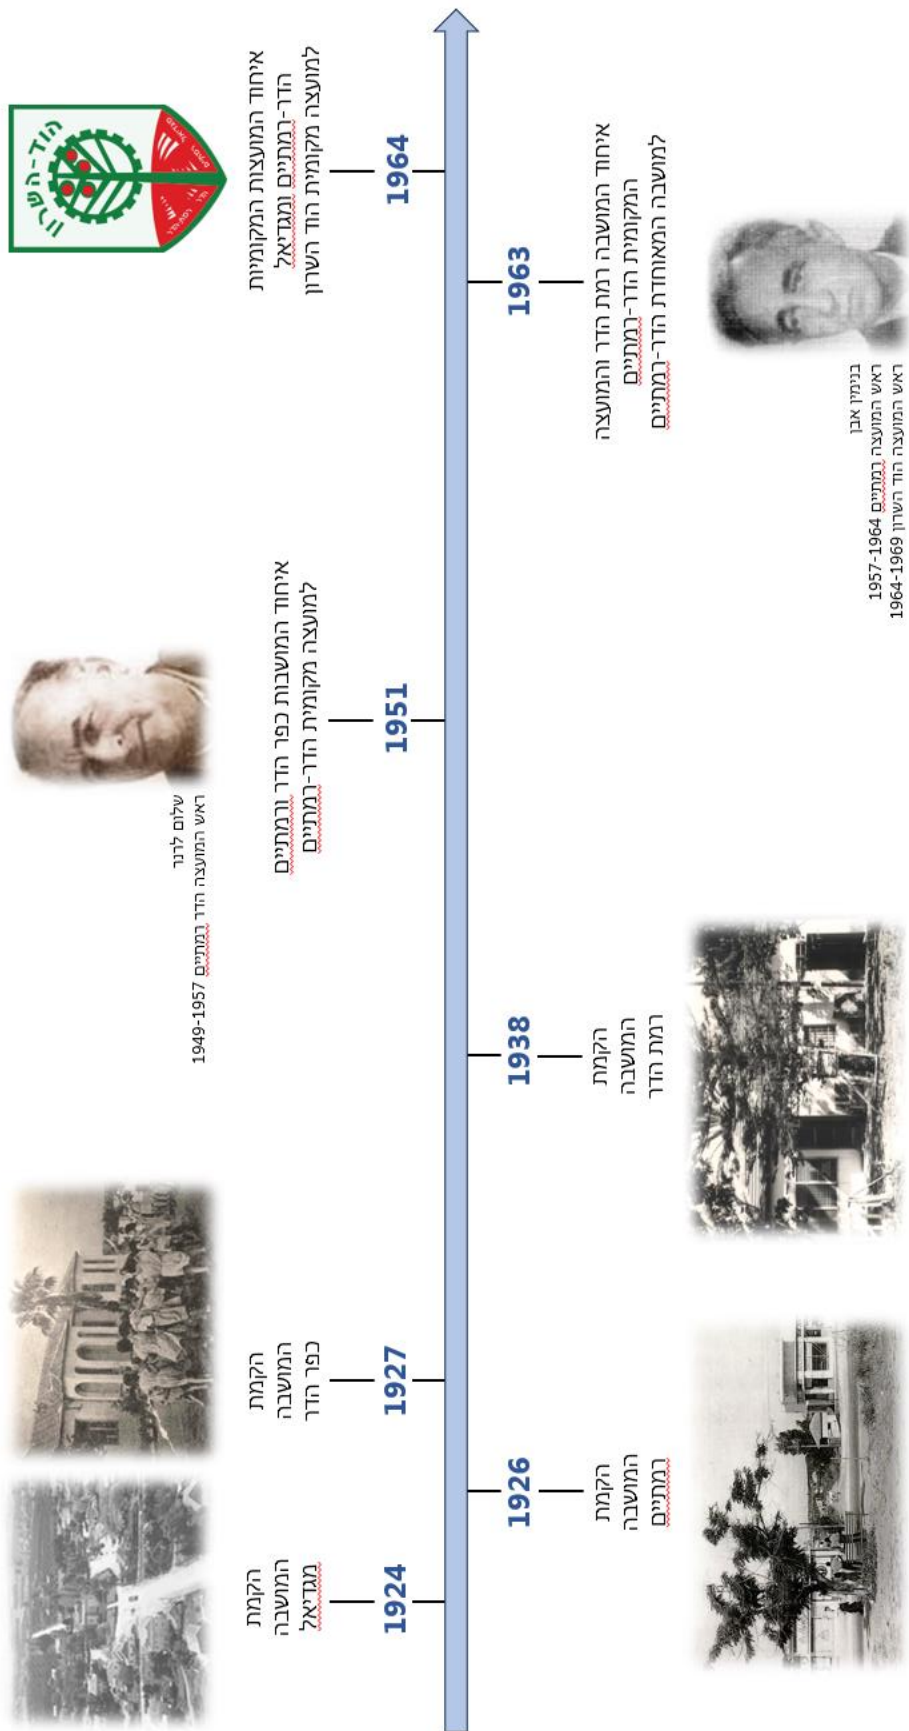 1924
הקמת
המושבה
מגדיאל
1926
הקמת
המושבה
רמתיים
1927
הקמת
המושבה
כפר הדר
1938
הקמת
המושבה
רמת הדר
1951
איחוד המושבות כפר הדר ורמתיים
למועצה מקומית הדר-רמתיים
שלום לרנר
ראש המועצה הדר רמתיים 1949-1957
1963
איחוד המושבה רמת הדר והמועצה
המקומית הדר-רמתיים
למושבה המאוחדת הדר-רמתיים
בנימין אבן
ראש המועצה רמתיים 1957-1964
ראש המועצה הוד השרון 1964-1969
1964
איחוד המועצות המקומיות
הדר-רמתיים ומגדיאל
למועצה מקומית הוד השרון
הוד-השרון